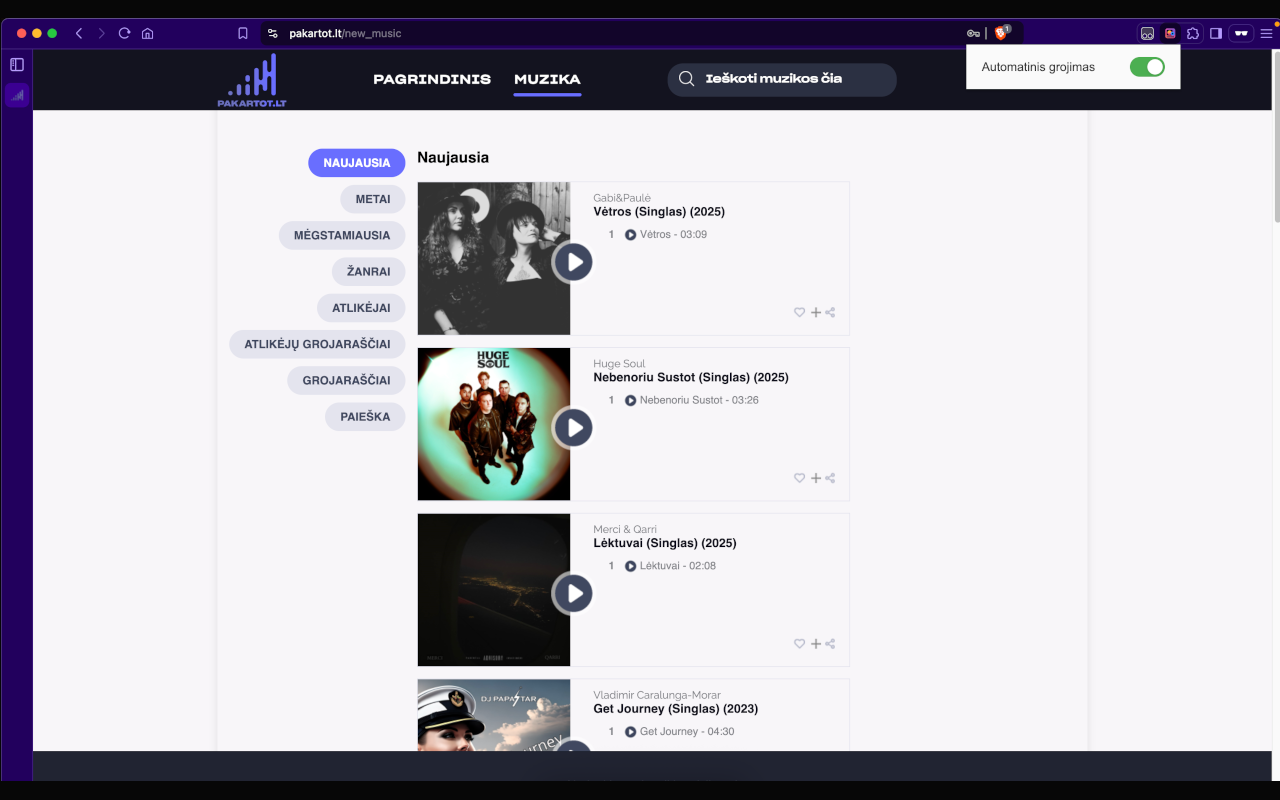 pakartot.lt/new_music
1
Automatinis grojimas
PAKARTOT.LT
PAGRINDINIS
MUZIKA
Ieškoti muzikos čia
NAUJAUSIA
METAI
MĖGSTAMIAUSIA
ŽANRAI
ATLIKĖJAI
ATLIKĖJŲ GROJARAŠČIAI
GROJARAŠČIAI
PAIEŠKA
Naujausia
Gabi&Paulė
Vėtros (Singlas) (2025)
1 Vėtros - 03:09
HUGE
SOUL
Huge Soul
Nebenoriu Sustot (Singlas) (2025)
1 Nebenoriu Sustot - 03:26
Merci & Qarri
Lėktuvai (Singlas) (2025)
1 Lėktuvai - 02:08
DJ PAPA STAR
Vladimir Caralunga-Morar
Get Journey (Singlas) (2023)
1 Get Journey - 04:30